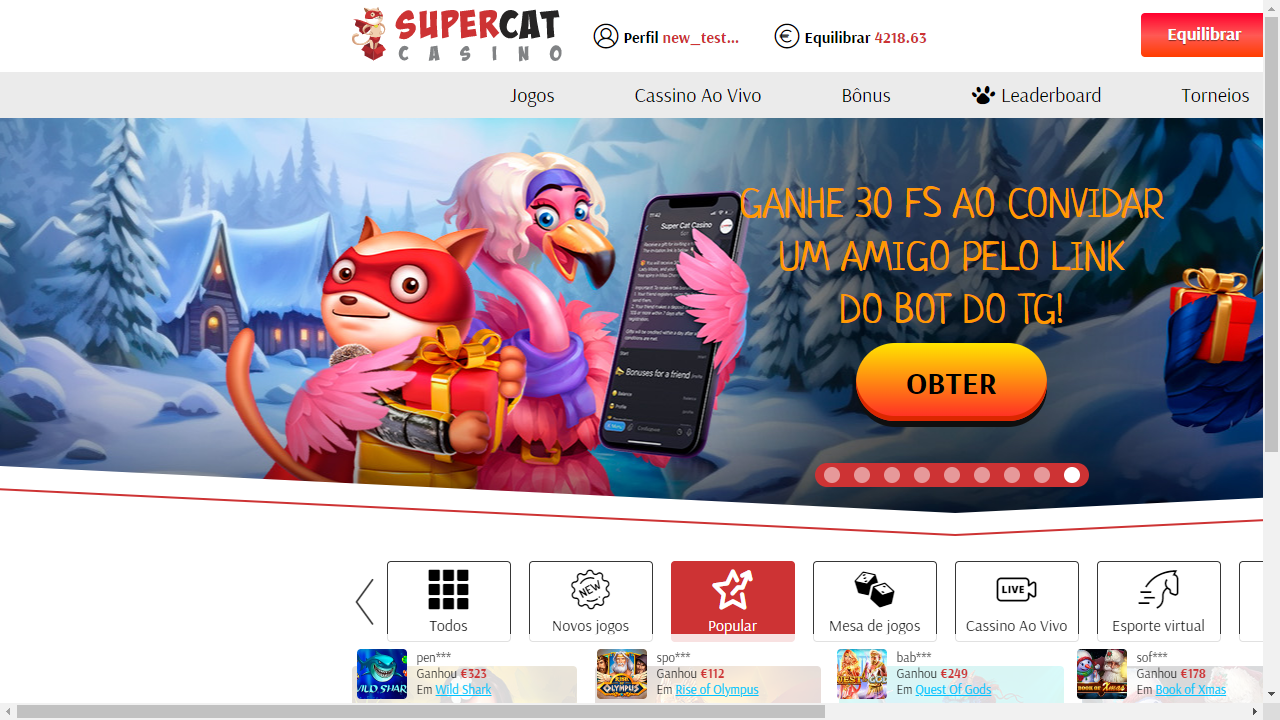 SUPERCAT
CASINO
Perfil new_test...
Equilibrar 4218.63
Equilibrar
Jogos
Cassino Ao Vivo
Bônus
Leaderboard
Torneios
Super Cat Casino
GANHE 30 FS AO CONVIDAR
UM AMIGO PELO LINK
DO BOT DO TG!
OBTER
Bonuses for a friend
Todos
NEW
Novos jogos
Popular
Mesa de jogos
LIVE
Cassino Ao Vivo
Esporte virtual
pen***
Ganhou €323
Em Wild Shark
spo***
Ganhou €112
Em Rise of Olympus
bab***
Ganhou €249
Em Quest Of Gods
sof***
Ganhou €178
Em Book of Xmas